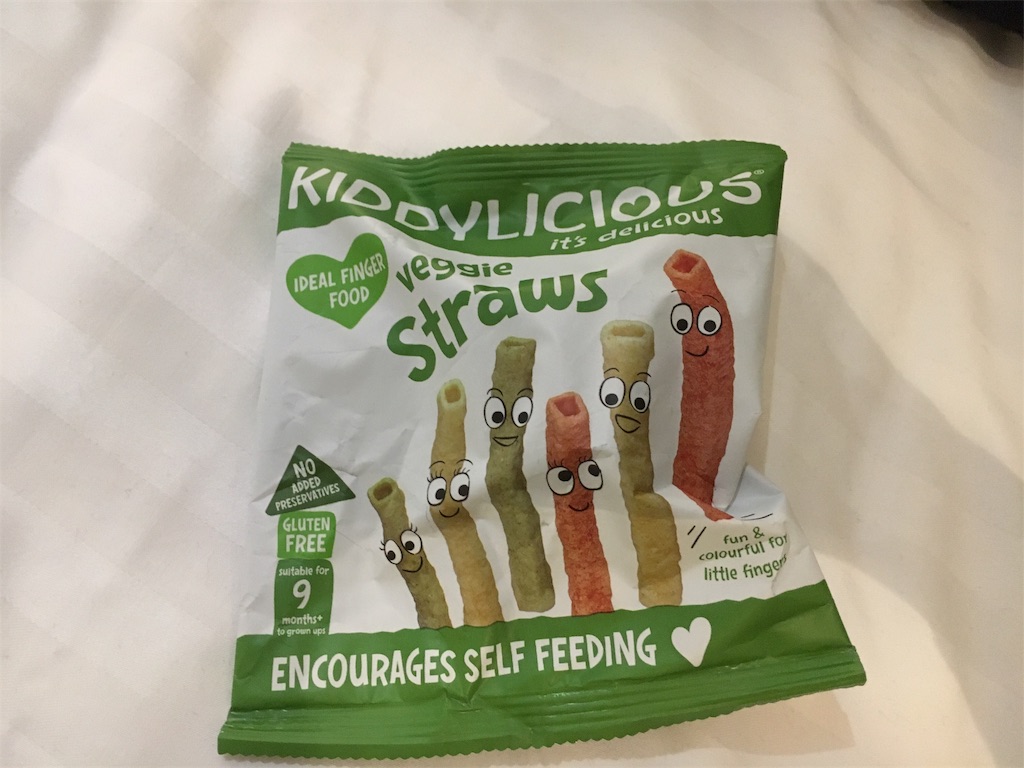 KIDDYLICIOUS®
it's delicious
IDEAL FINGER
FOOD
veggie
straws
NO
ADDED
PRESERVATIVES
GLUTEN
FREE
suitable for
9
months+
to grown ups
fun &
colourful for
little fingers
ENCOURAGES SELF FEEDING